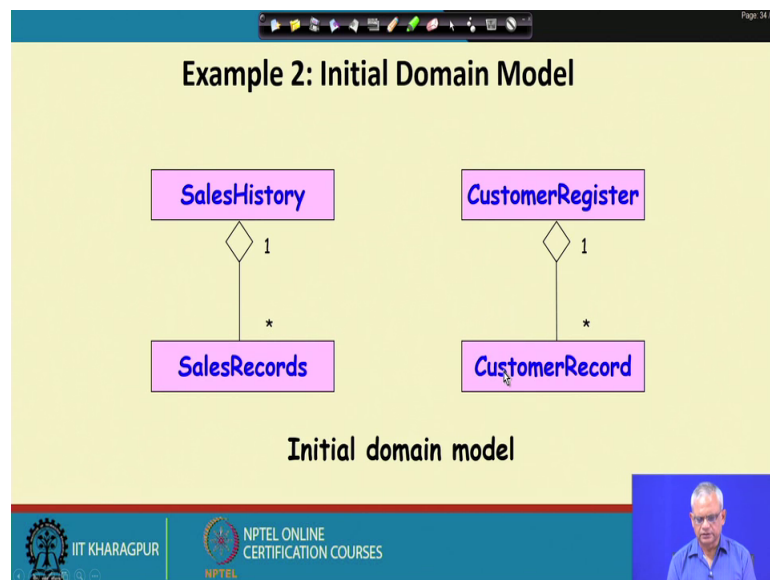 Page: 34
Example 2: Initial Domain Model
SalesHistory
CustomerRegister
1
1
*
*
SalesRecords
CustomerRecord
Initial domain model
IIT KHARAGPUR
NPTEL ONLINE
CERTIFICATION COURSES
NPTEL